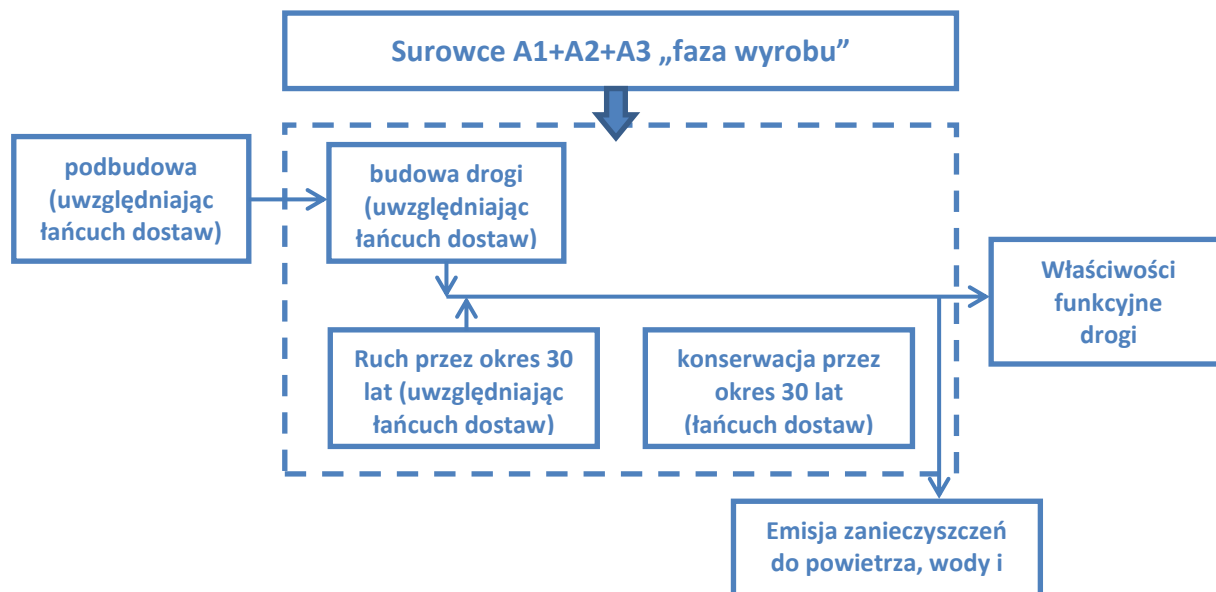 Surowce A1+A2+A3 „faza wyrobu”
podbudowa
(uwzględniając
łańcuch dostaw)
budowa drogi
(uwzględniając
łańcuch dostaw)
Właściwości
funkcyjne
drogi
Ruch przez okres 30
lat (uwzględniając
łańcuch dostaw)
konserwacja przez
okres 30 lat
(łańcuch dostaw)
Emisja zanieczyszczeń
do powietrza, wody i